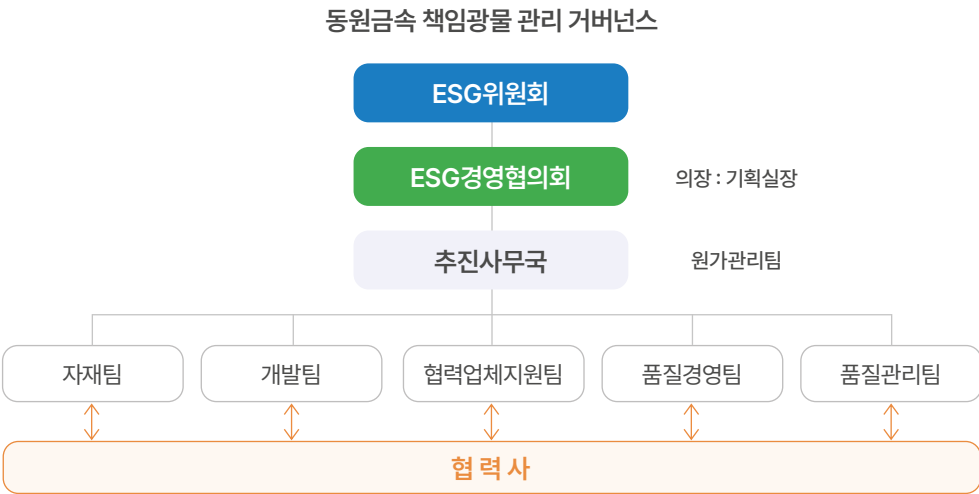 동원금속 책임광물 관리 거버넌스
ESG위원회
ESG경영협의회
의장 : 기획실장
추진사무국
원가관리팀
자재팀
개발팀
협력업체지원팀
품질경영팀
품질관리팀
협 력 사